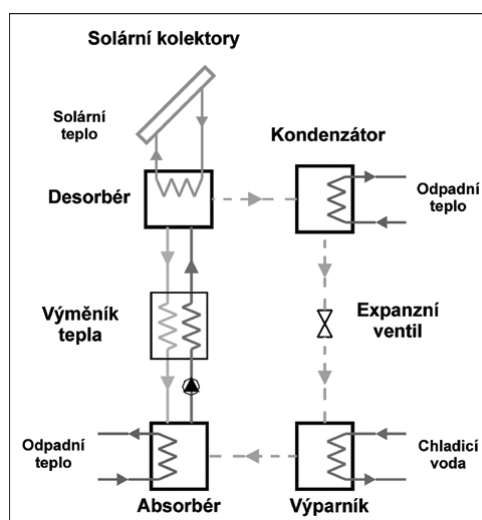 Solární kolektory
Solární
teplo
Kondenzátor
Desorbér
Odpadní
teplo
Výměník
tepla
Expanzní
ventil
Odpadní
teplo
Chladicí
voda
Absorbér
Výparník